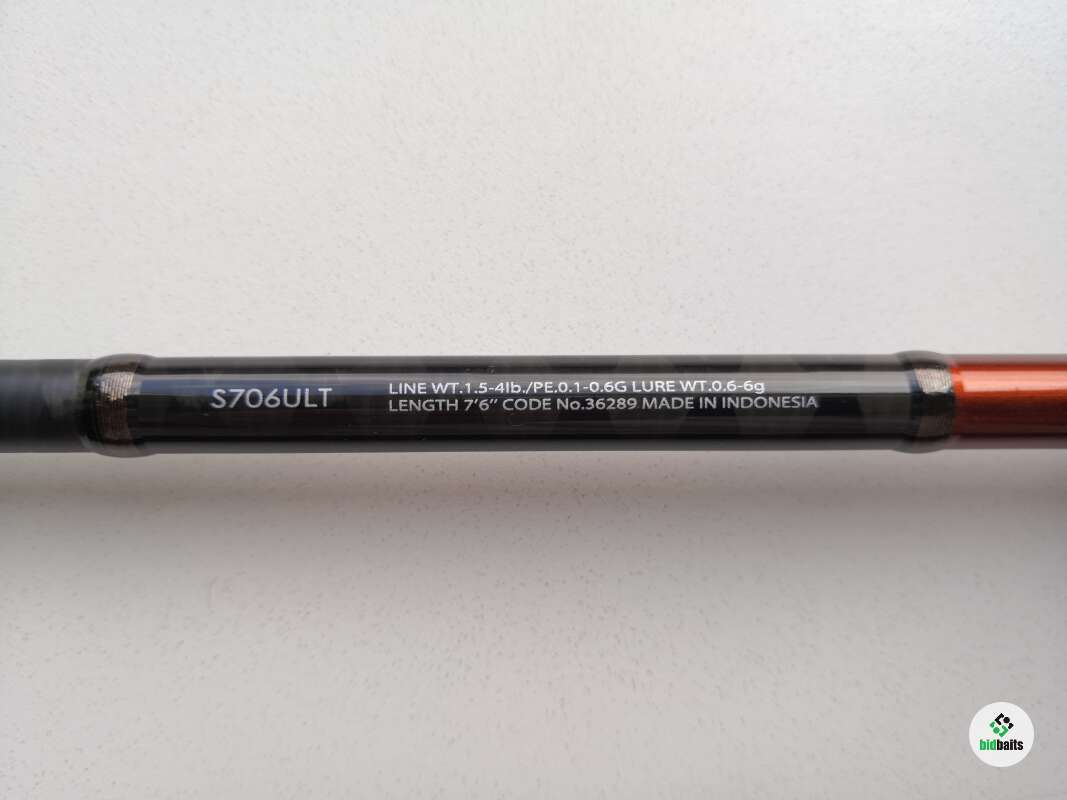 S706ULT
LINE WT.1.5-4lb./PE.0.1-0.6G LURE WT.0.6-6g
LENGTH 7'6" CODE No.36289 MADE IN INDONESIA
bidbaits